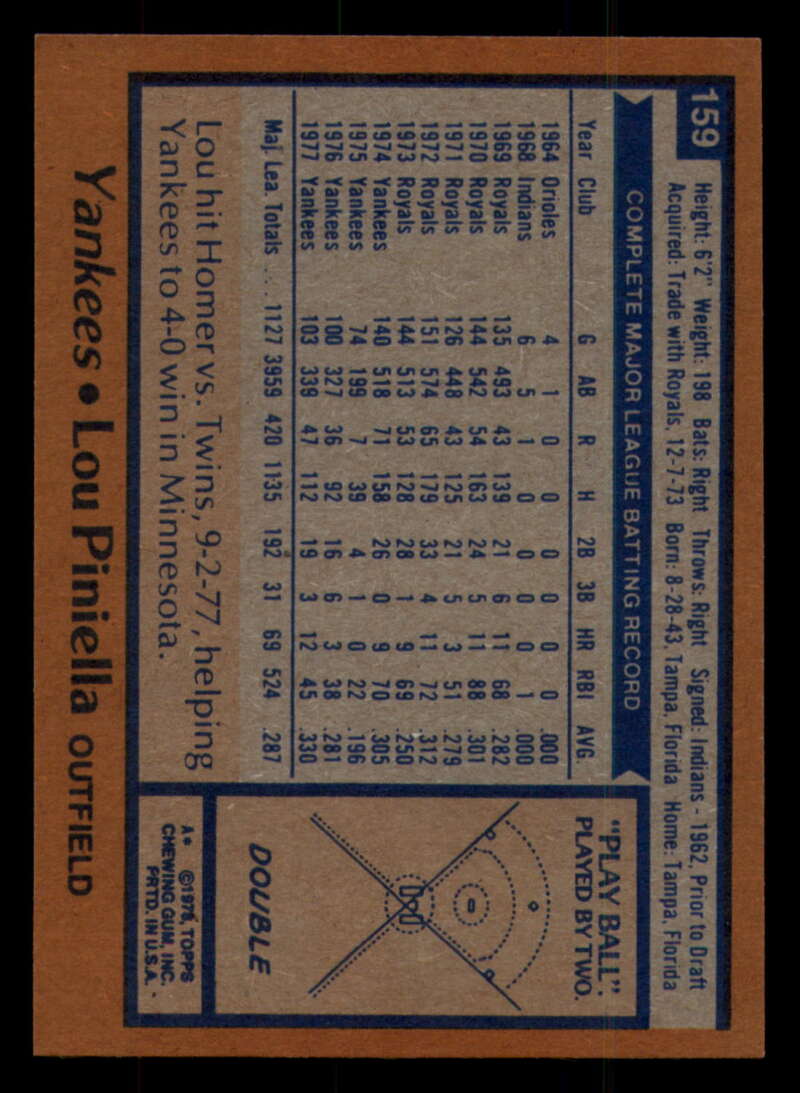 159
Height: 6'2" Weight: 198 Bats: Right Throws: Right Signed: Indians - 1962, Prior to Draft
Acquired: Trade with Royals, 12-7-73 Born: 8-28-43, Tampa, Florida Home: Tampa, Florida
COMPLETE MAJOR LEAGUE BATTING RECORD
Year Club G AB R H 2B 3B HR RBI AVG.
1964 Orioles 4 1 0 0 0 0 0 0 .000
1968 Indians 6 5 1 0 0 0 0 1 .000
1969 Royals 135 493 43 139 21 6 11 68 .282
1970 Royals 144 542 54 163 24 5 11 88 .301
1971 Royals 126 448 43 125 21 5 3 51 .279
1972 Royals 151 574 65 179 33 4 11 72 .312
1973 Royals 144 513 53 128 28 1 9 69 .250
1974 Yankees 140 518 71 158 26 0 9 70 .305
1975 Yankees 74 199 7 39 4 1 0 22 .196
1976 Yankees 100 327 36 92 16 6 3 38 .281
1977 Yankees 103 339 47 112 19 3 12 45 .330
Maj. Lea. Totals ... 1127 3959 420 1135 192 31 69 524 .287
Lou hit Homer vs. Twins, 9-2-77, helping
Yankees to 4-0 win in Minnesota.
"PLAY BALL"
PLAYED BY TWO.
DOUBLE
A* ©1978, TOPPS
CHEWING GUM, INC.
PRTD. IN U.S.A.
Yankees • Lou Piniella OUTFIELD